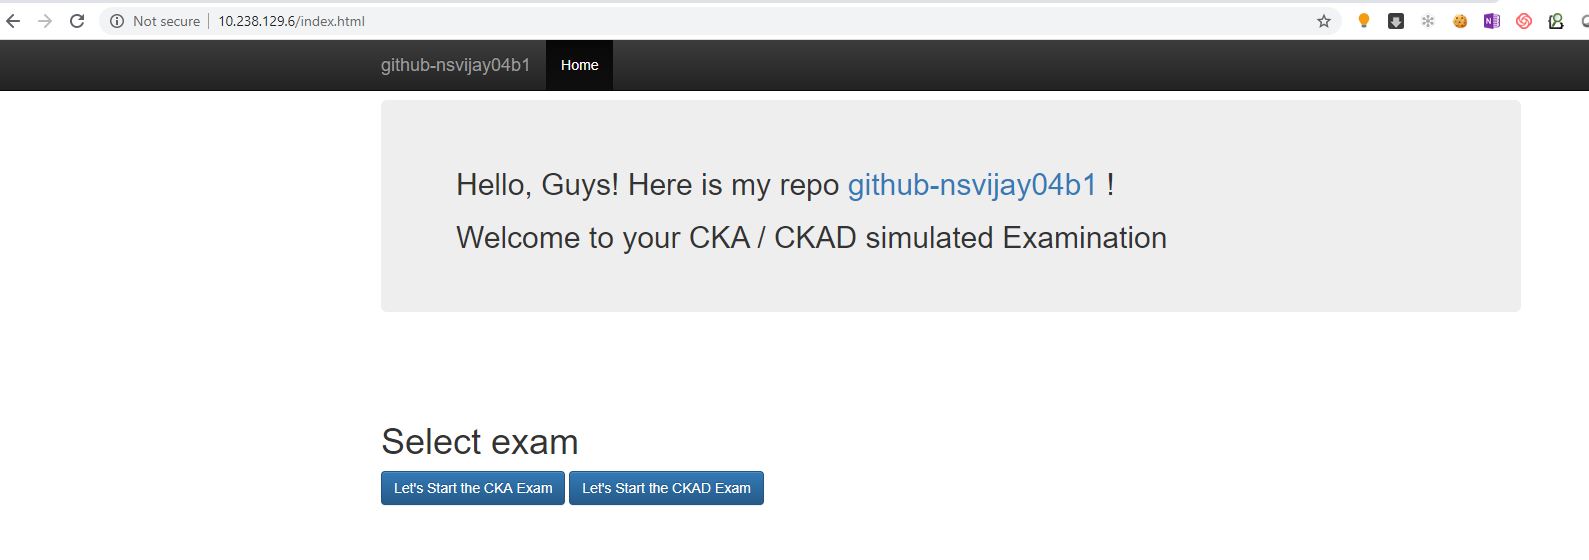 Not secure | 10.238.129.6/index.html
github-nsvijay04b1 Home
Hello, Guys! Here is my repo github-nsvijay04b1 !
Welcome to your CKA / CKAD simulated Examination
Select exam
Let's Start the CKA Exam Let's Start the CKAD Exam